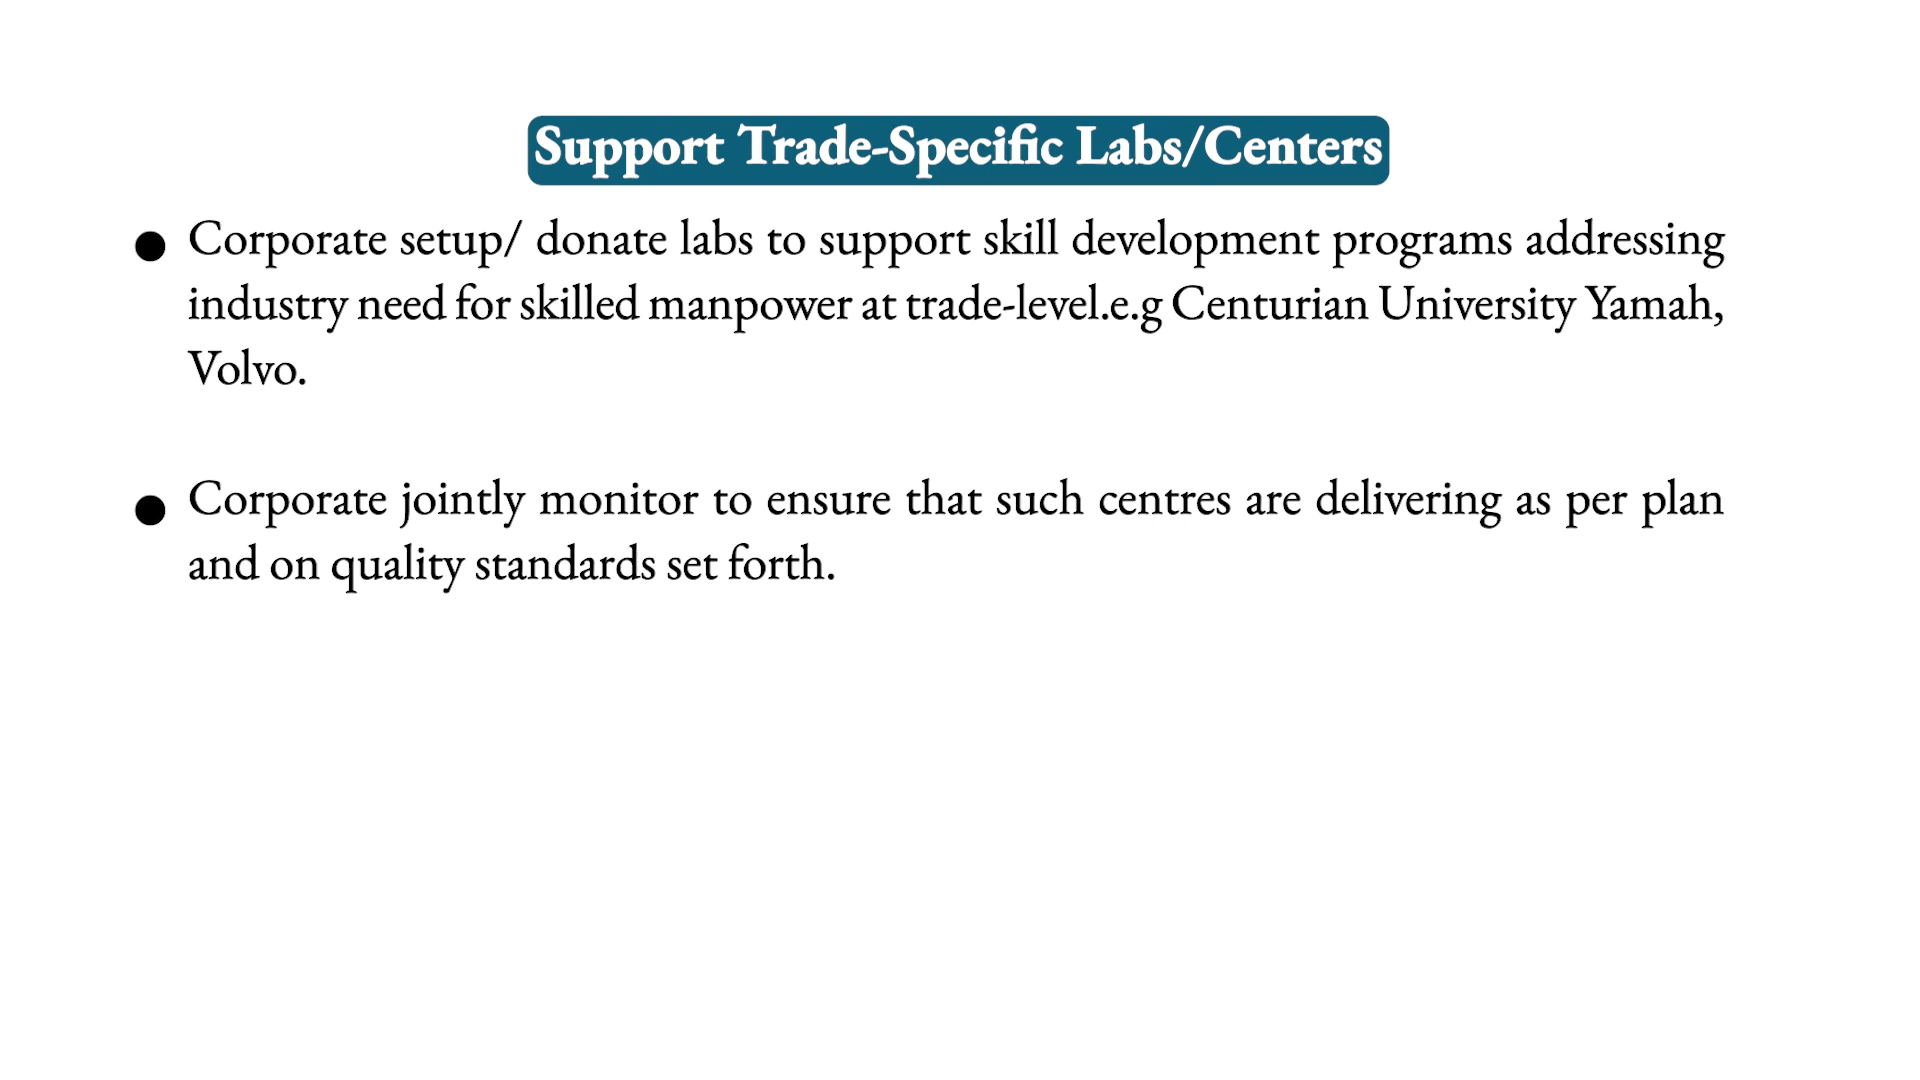 Support Trade-Specific Labs/Centers
● Corporate setup/ donate labs to support skill development programs addressing
industry need for skilled manpower at trade-level.e.g Centurian University Yamah,
Volvo.
● Corporate jointly monitor to ensure that such centres are delivering as per plan
and on quality standards set forth.